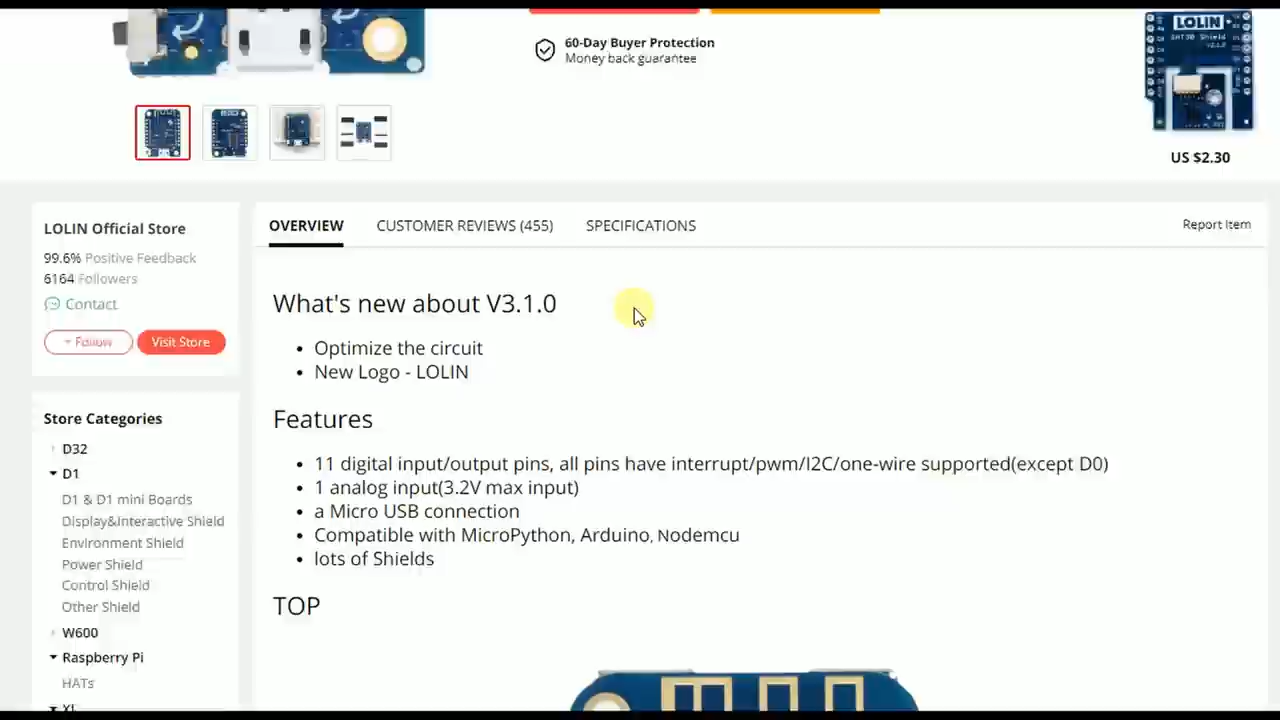 60-Day Buyer Protection
Money back guarantee
LOLIN
US $2.30
LOLIN Official Store
99.6% Positive Feedback
6164 Followers
Contact
+ Follow
Visit Store
Store Categories
D32
D1
D1 & D1 mini Boards
Display&Interactive Shield
Environment Shield
Power Shield
Control Shield
Other Shield
W600
Raspberry Pi
HATs
OVERVIEW
CUSTOMER REVIEWS (455)
SPECIFICATIONS
Report Item
What's new about V3.1.0
• Optimize the circuit
• New Logo - LOLIN
Features
• 11 digital input/output pins, all pins have interrupt/pwm/I2C/one-wire supported(except D0)
• 1 analog input(3.2V max input)
• a Micro USB connection
• Compatible with MicroPython, Arduino, Nodemcu
• lots of Shields
TOP